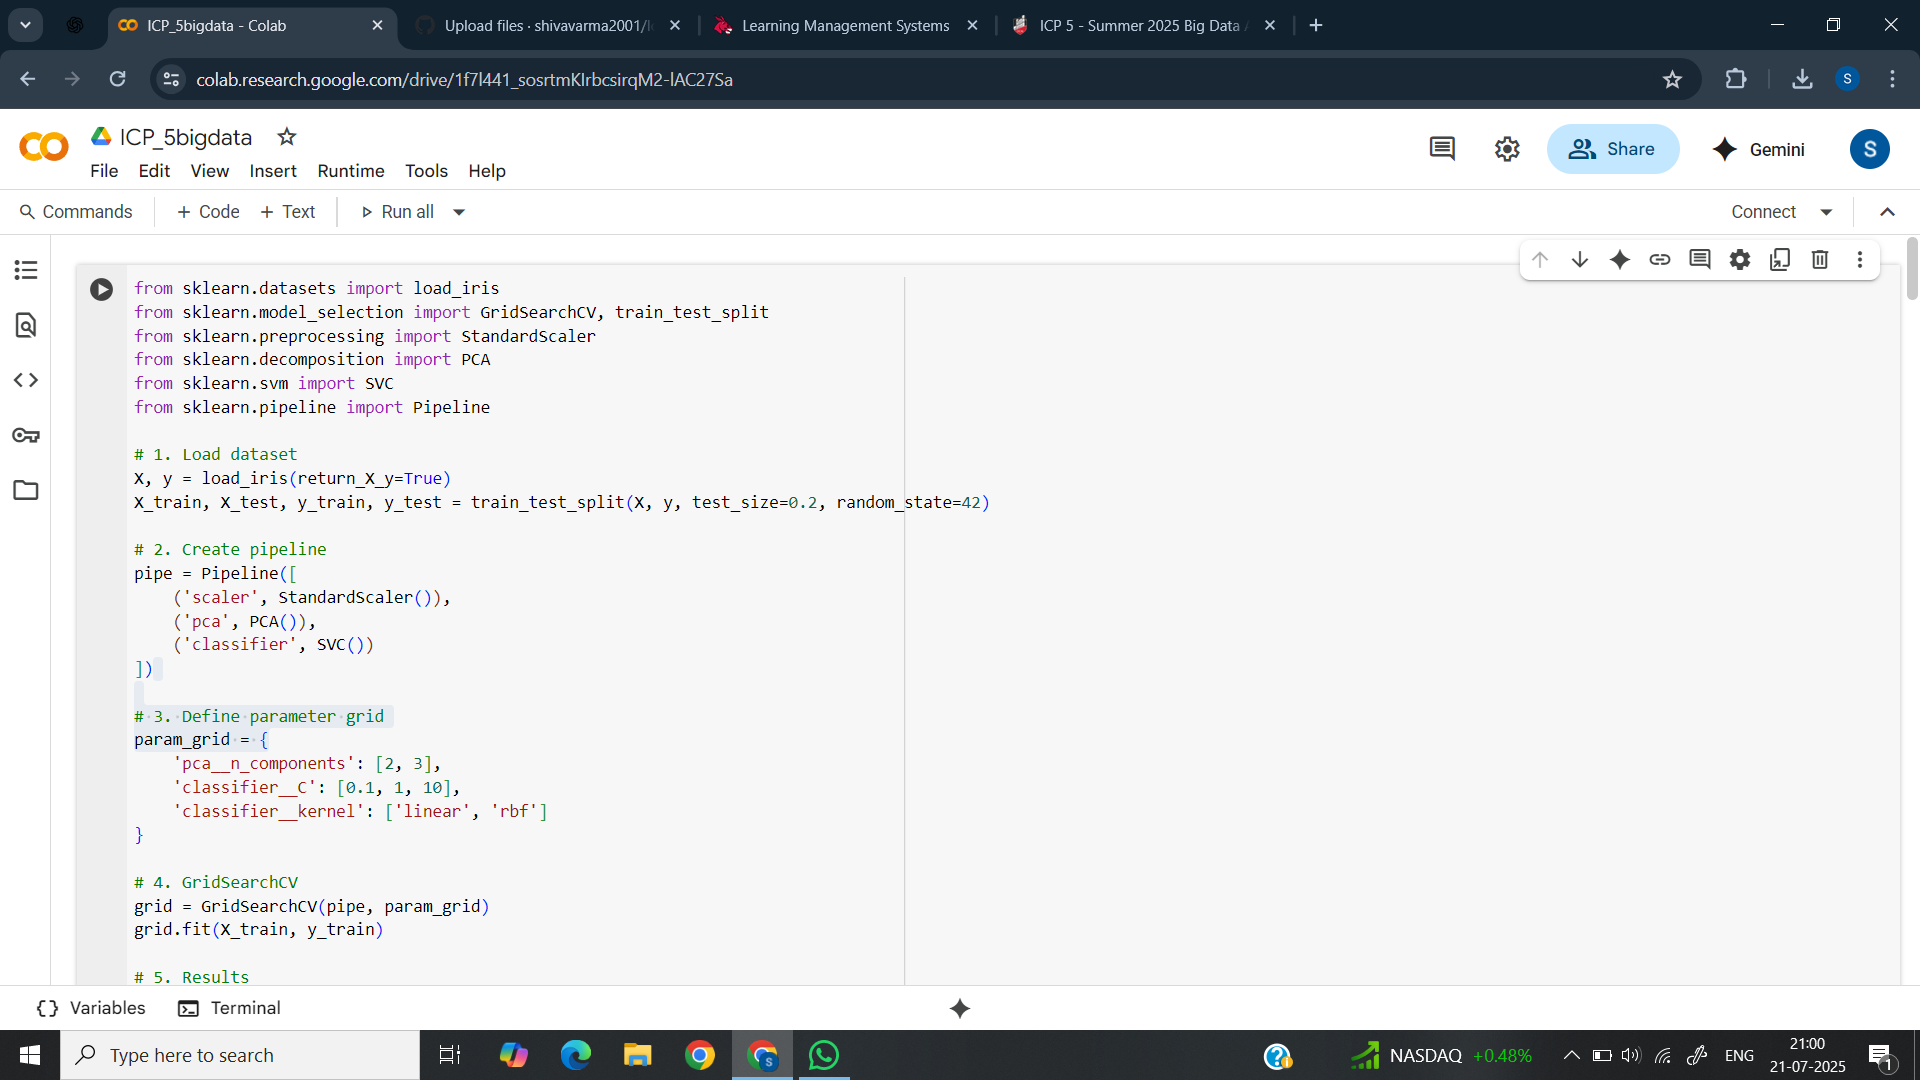 ICP_5bigdata - Colab
Upload files · shivavarma2001/
Learning Management Systems
ICP 5 - Summer 2025 Big Data
colab.research.google.com/drive/1f7l441_sosrtmKIrbcsirqM2-lAC27Sa
S
ICP_5bigdata
File Edit View Insert Runtime Tools Help
Share
Gemini
S
Commands
+ Code + Text
Run all
Connect
from sklearn.datasets import load_iris
from sklearn.model_selection import GridSearchCV, train_test_split
from sklearn.preprocessing import StandardScaler
from sklearn.decomposition import PCA
from sklearn.svm import SVC
from sklearn.pipeline import Pipeline
# 1. Load dataset
X, y = load_iris(return_X_y=True)
X_train, X_test, y_train, y_test = train_test_split(X, y, test_size=0.2, random_state=42)
# 2. Create pipeline
pipe = Pipeline([
('scaler', StandardScaler()),
('pca', PCA()),
('classifier', SVC())
])
# 3. Define parameter grid
param_grid = {
'pca__n_components': [2, 3],
'classifier__C': [0.1, 1, 10],
'classifier__kernel': ['linear', 'rbf']
}
# 4. GridSearchCV
grid = GridSearchCV(pipe, param_grid)
grid.fit(X_train, y_train)
# 5. Results
{} Variables
Terminal
Type here to search
S
NASDAQ +0.48%
ENG
21:00
21-07-2025
1